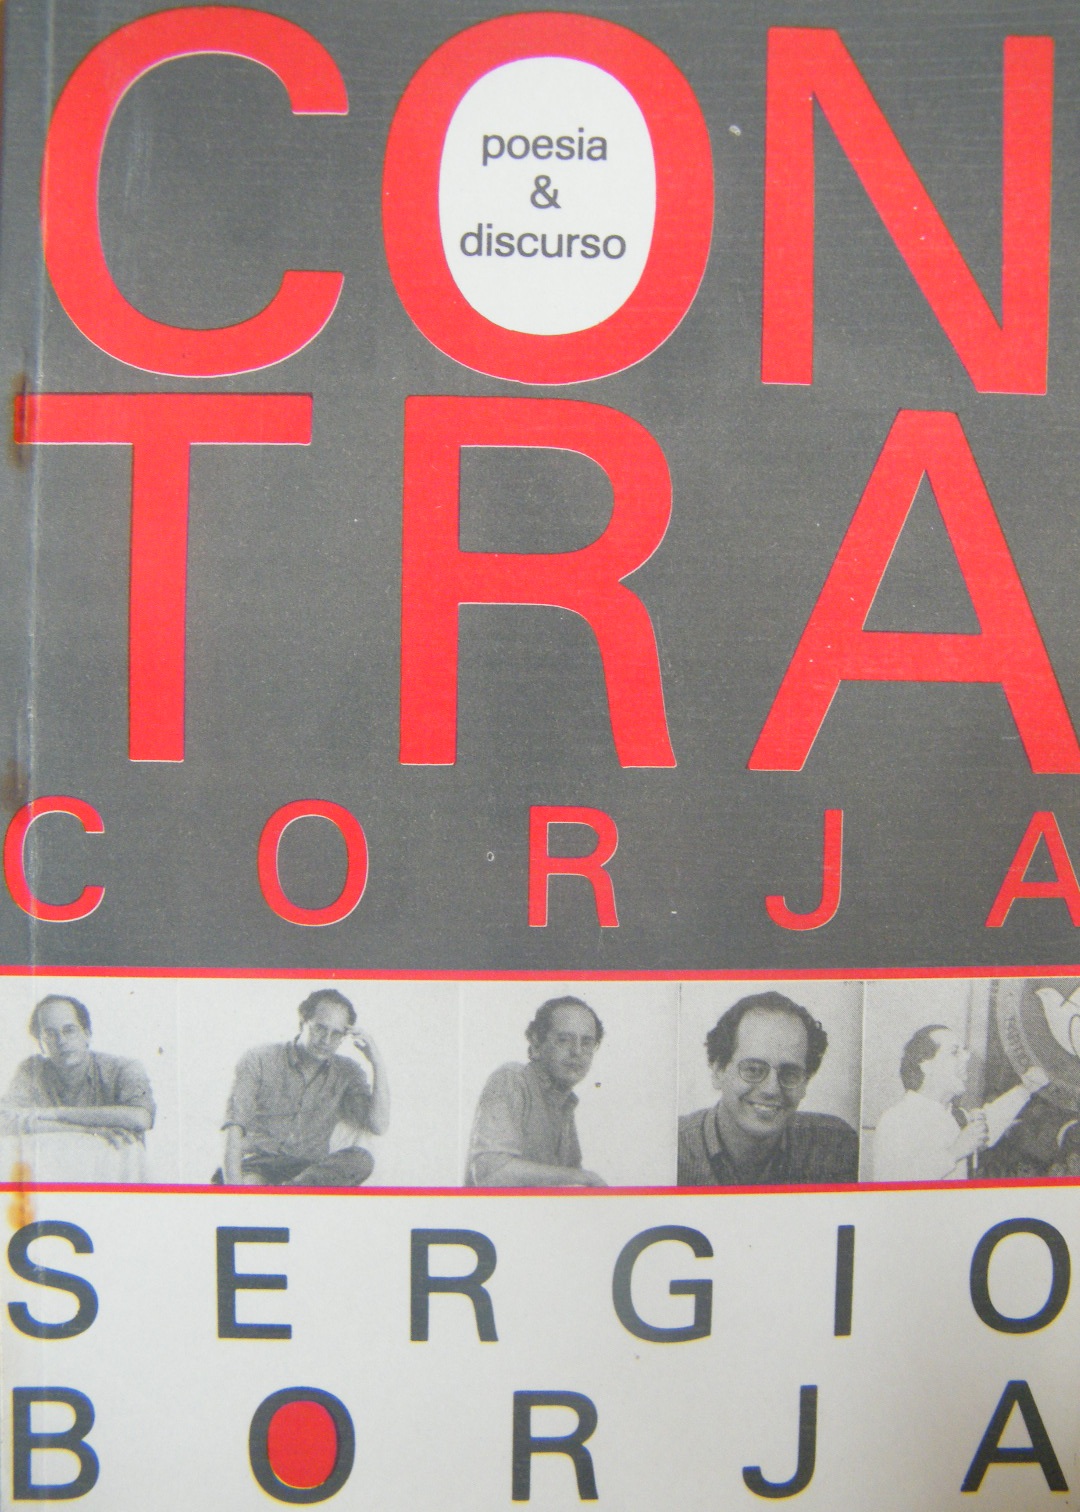 CON
poesia
&
discurso
TRA
CORJA
SERGIO
BORJA